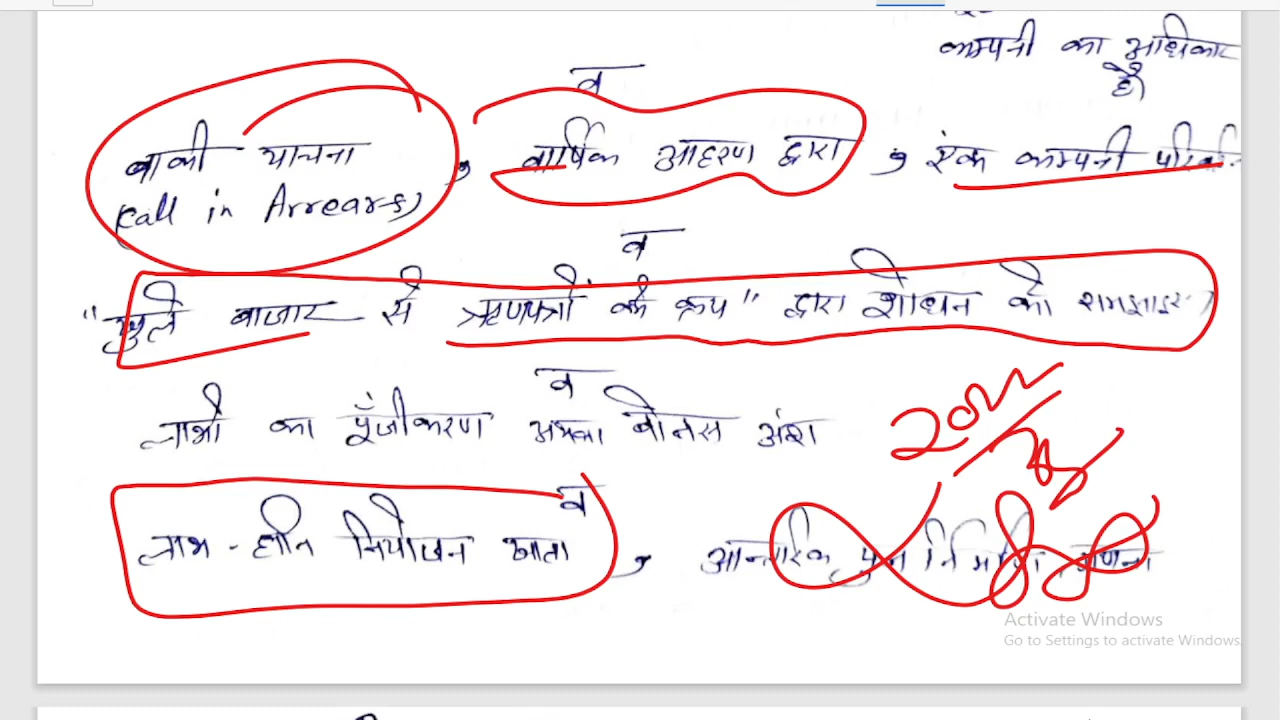 कम्पनी का अधिकार
है।
व
बाकी याचना , वार्षिक आहरण द्वारा , एक कम्पनी
(Call in Arrears)
व
"खुले बाजार से ऋणपत्रों के क्रय" द्वारा शोधन को
व
लाभों का पूँजीकरण अथवा बोनस अंश
व
लाभ - हानि नियोजन खाता , आन्तरिक पुनर्निर्माण,
Activate Windows
Go to Settings to activate Windows.